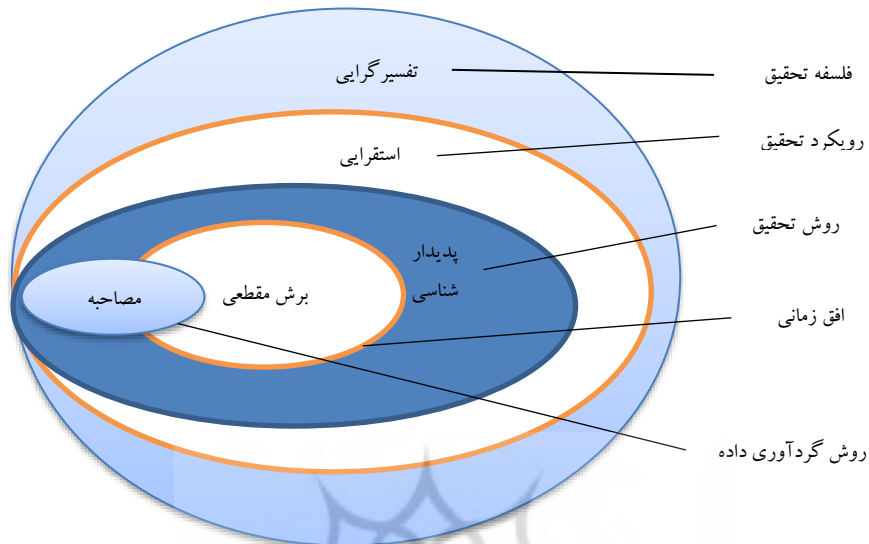 فلسفه تحقیق
تفسیرگرایی
رویکرد تحقیق
استقرایی
روش تحقیق
پدیدار
شناسی
افق زمانی
برش مقطعی
مصاحبه
روش گردآوری داده